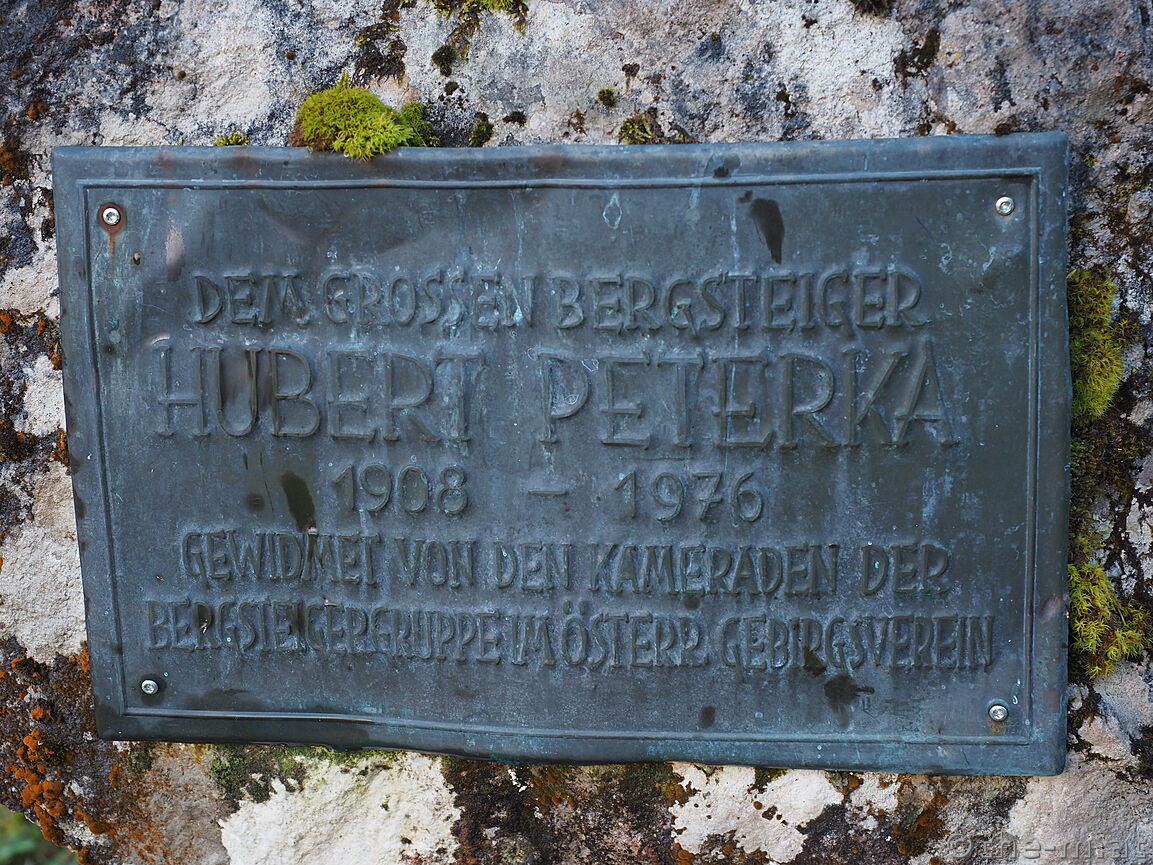 DEM GROSSEN BERGSTEIGER
HUBERT PETERKA
1908 – 1976
GEWIDMET VON DEN KAMERADEN DER
BERGSTEIGERGRUPPE IM ÖSTERR. GEBIRGSVEREIN